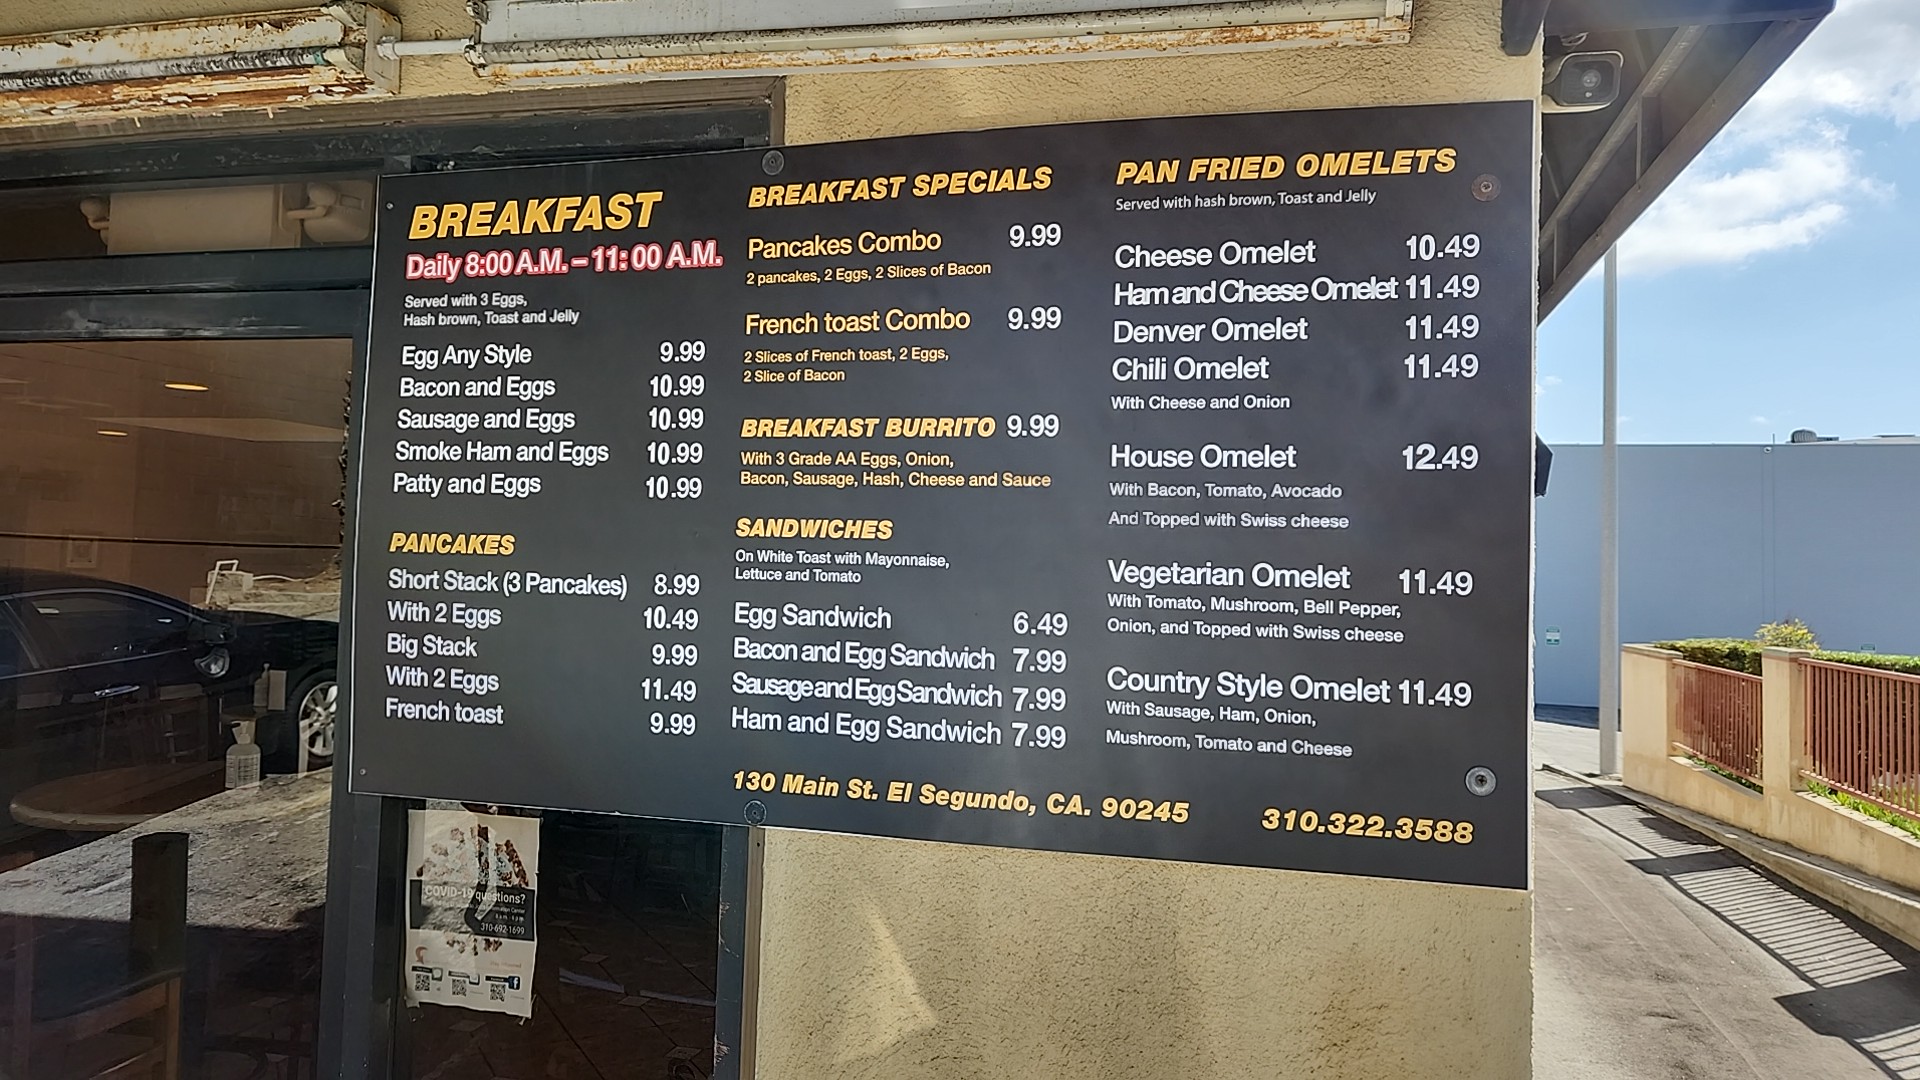 BREAKFAST
Daily 8:00 A.M. – 11: 00 A.M.
Served with 3 Eggs,
Hash brown, Toast and Jelly
Egg Any Style 9.99
Bacon and Eggs 10.99
Sausage and Eggs 10.99
Smoke Ham and Eggs 10.99
Patty and Eggs 10.99
PANCAKES
Short Stack (3 Pancakes) 8.99
With 2 Eggs 10.49
Big Stack 9.99
With 2 Eggs 11.49
French toast 9.99
BREAKFAST SPECIALS
Pancakes Combo 9.99
2 pancakes, 2 Eggs, 2 Slices of Bacon
French toast Combo 9.99
2 Slices of French toast, 2 Eggs,
2 Slice of Bacon
BREAKFAST BURRITO 9.99
With 3 Grade AA Eggs, Onion,
Bacon, Sausage, Hash, Cheese and Sauce
SANDWICHES
On White Toast with Mayonnaise,
Lettuce and Tomato
Egg Sandwich 6.49
Bacon and Egg Sandwich 7.99
Sausage and Egg Sandwich 7.99
Ham and Egg Sandwich 7.99
PAN FRIED OMELETS
Served with hash brown, Toast and Jelly
Cheese Omelet 10.49
Ham and Cheese Omelet 11.49
Denver Omelet 11.49
Chili Omelet 11.49
With Cheese and Onion
House Omelet 12.49
With Bacon, Tomato, Avocado
And Topped with Swiss cheese
Vegetarian Omelet 11.49
With Tomato, Mushroom, Bell Pepper,
Onion, and Topped with Swiss cheese
Country Style Omelet 11.49
With Sausage, Ham, Onion,
Mushroom, Tomato and Cheese
130 Main St. El Segundo, CA. 90245 310.322.3588
COVID-19 questions?
310-692-1699